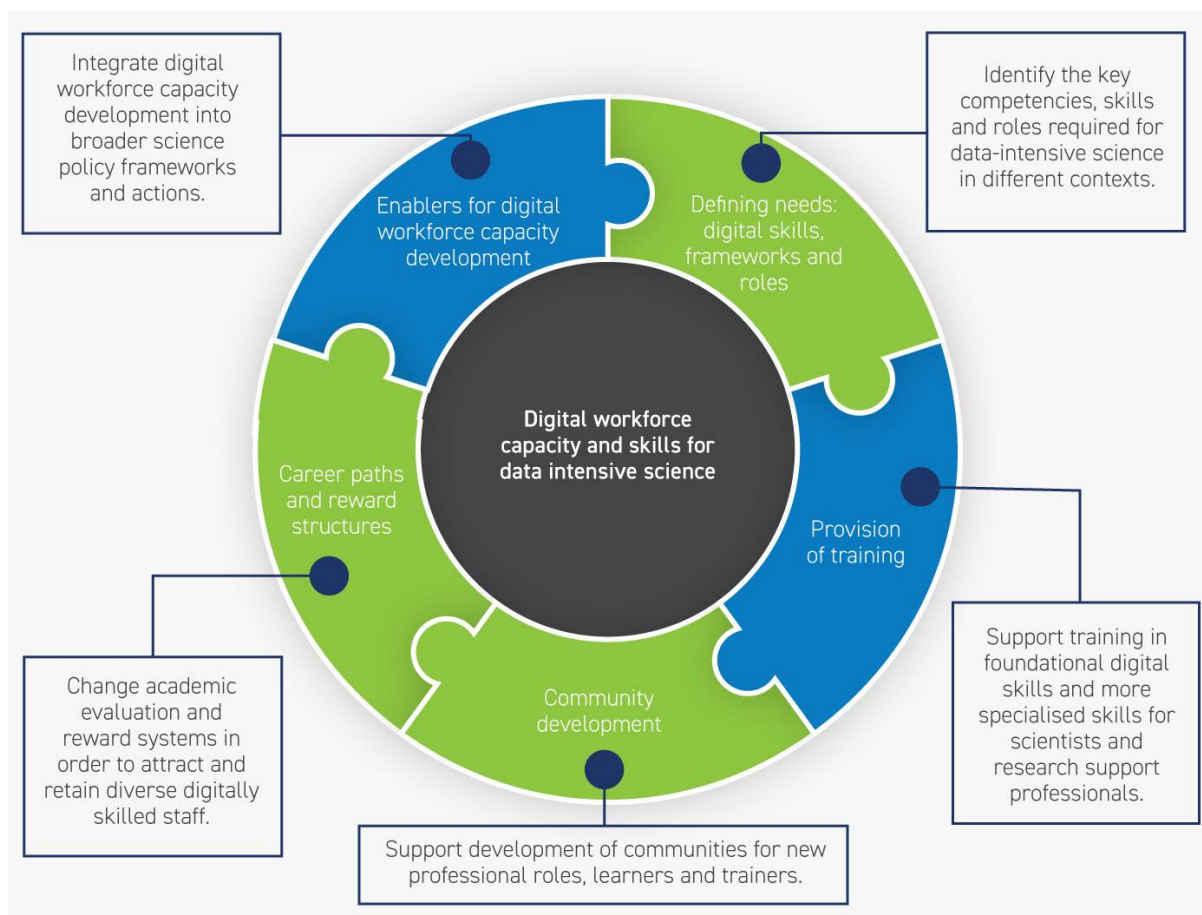 Integrate digital
workforce capacity
development into
broader science
policy frameworks
and actions.
Identify the key
competencies, skills
and roles required for
data-intensive science
in different contexts.
Enablers for digital
workforce capacity
development
Defining needs:
digital skills,
frameworks and
roles
Digital workforce
capacity and skills for
data intensive science
Career paths
and reward
structures
Provision
of training
Community
development
Change academic
evaluation and
reward systems in
order to attract and
retain diverse digitally
skilled staff.
Support training in
foundational digital
skills and more
specialised skills for
scientists and
research support
professionals.
Support development of communities for new
professional roles, learners and trainers.